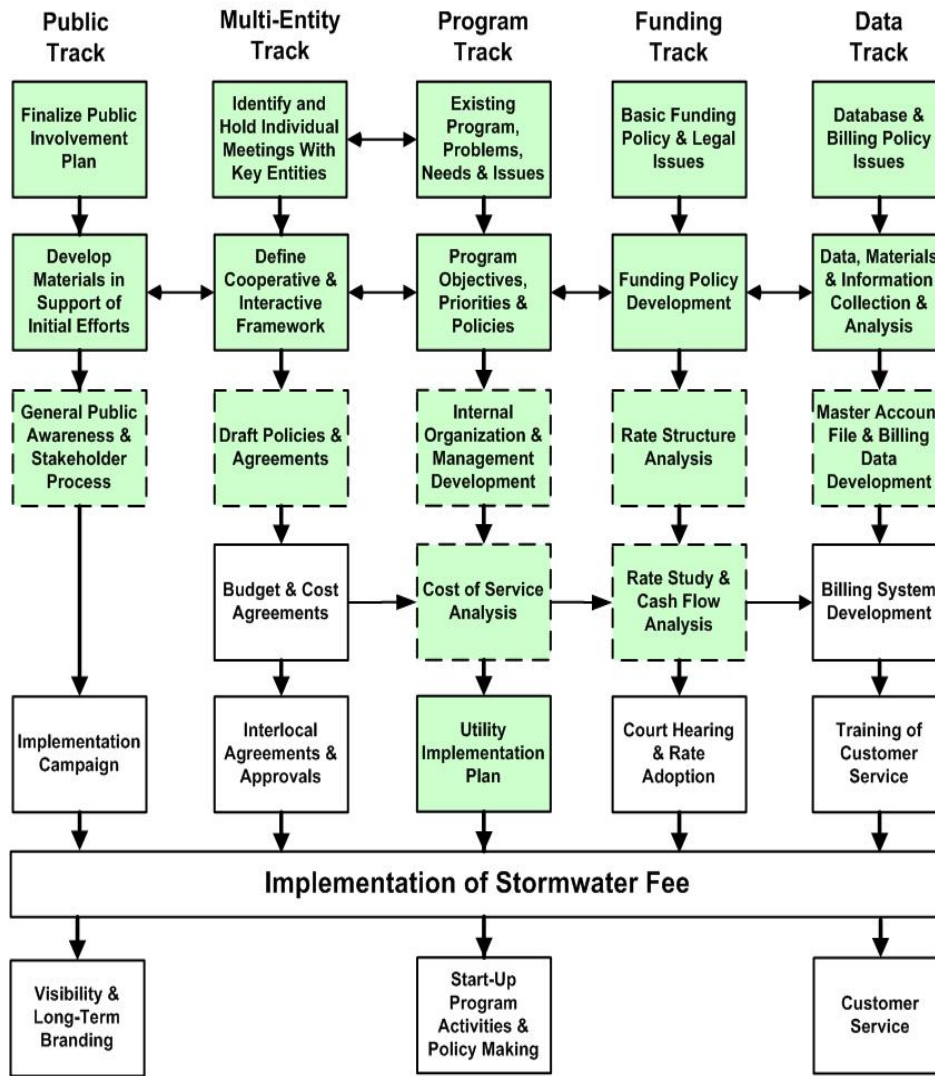 Public
Track
Multi-Entity
Track
Program
Track
Funding
Track
Data
Track
Finalize Public
Involvement
Plan
Identify and
Hold Individual
Meetings With
Key Entities
Existing
Program,
Problems,
Needs & Issues
Basic Funding
Policy & Legal
Issues
Database &
Billing Policy
Issues
Develop
Materials in
Support of
Initial Efforts
Define
Cooperative &
Interactive
Framework
Program
Objectives,
Priorities &
Policies
Funding Policy
Development
Data, Materials
& Information
Collection &
Analysis
General Public
Awareness &
Stakeholder
Process
Draft Policies &
Agreements
Internal
Organization &
Management
Development
Rate Structure
Analysis
Master Account
File & Billing
Data
Development
Budget & Cost
Agreements
Cost of Service
Analysis
Rate Study &
Cash Flow
Analysis
Billing System
Development
Implementation
Campaign
Interlocal
Agreements &
Approvals
Utility
Implementation
Plan
Court Hearing
& Rate
Adoption
Training of
Customer
Service
Implementation of Stormwater Fee
Visibility &
Long-Term
Branding
Start-Up
Program
Activities &
Policy Making
Customer
Service